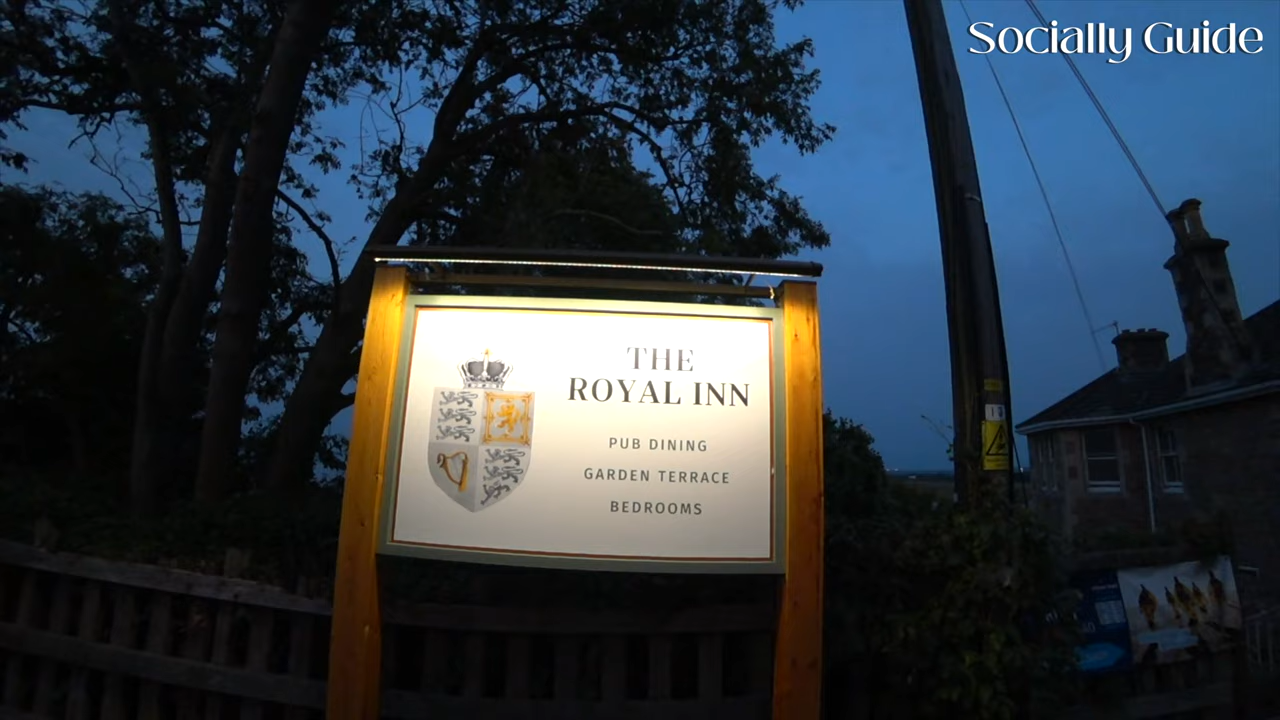 Socially Guide
THE
ROYAL INN
PUB DINING
GARDEN TERRACE
BEDROOMS